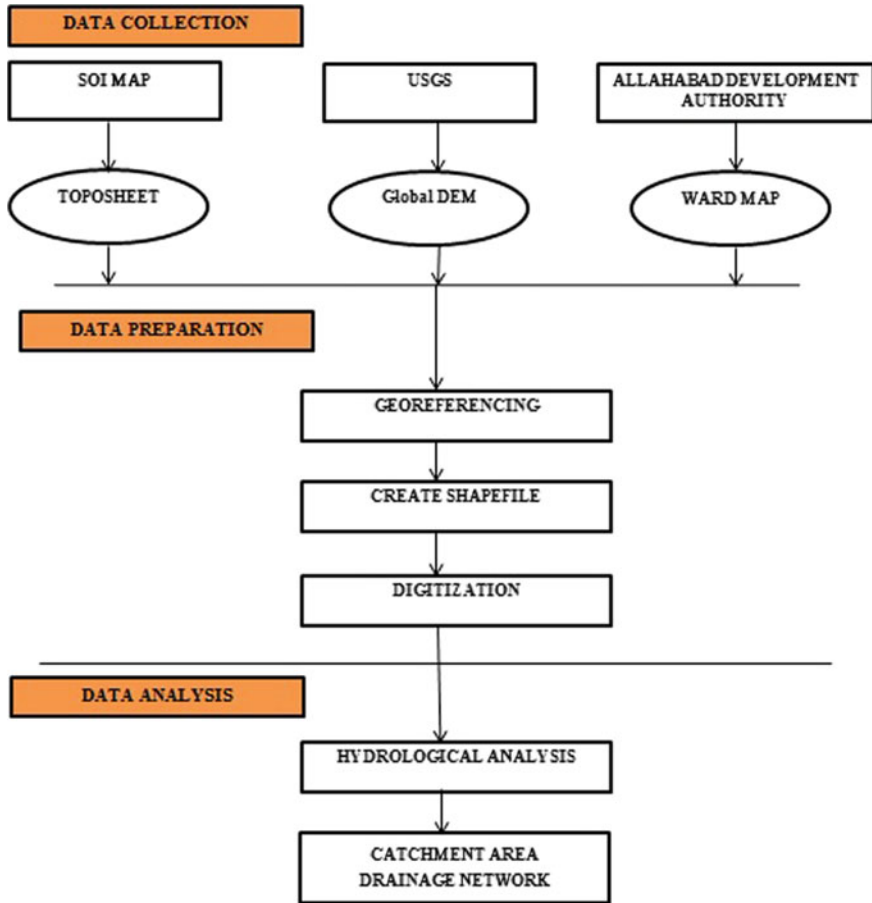 DATA COLLECTION
SOI MAP
USGS
ALLAHABAD DEVELOPMENT
AUTHORITY
TOPOSHEET
Global DEM
WARD MAP
DATA PREPARATION
GEOREFERENCING
CREATE SHAPEFILE
DIGITIZATION
DATA ANALYSIS
HYDROLOGICAL ANALYSIS
CATCHMENT AREA
DRAINAGE NETWORK